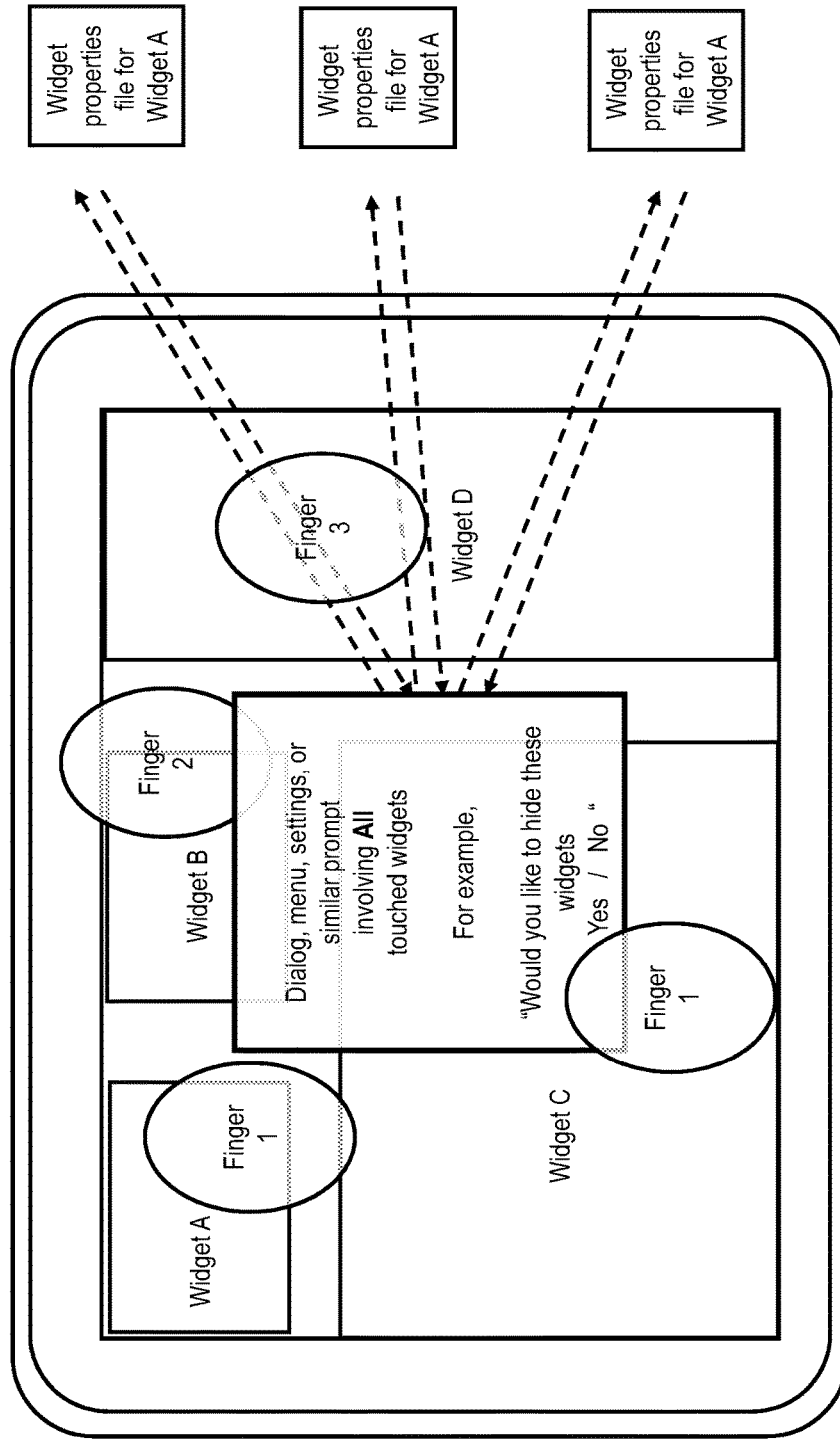 Widget A
Finger
1
Widget B
Finger
2
Widget C
Finger
1
Dialog, menu, settings, or
similar prompt
involving All
touched widgets
For example,
“Would you like to hide these
widgets
Yes / No “
Finger
3
Widget D
Widget
properties
file for
Widget A
Widget
properties
file for
Widget A
Widget
properties
file for
Widget A